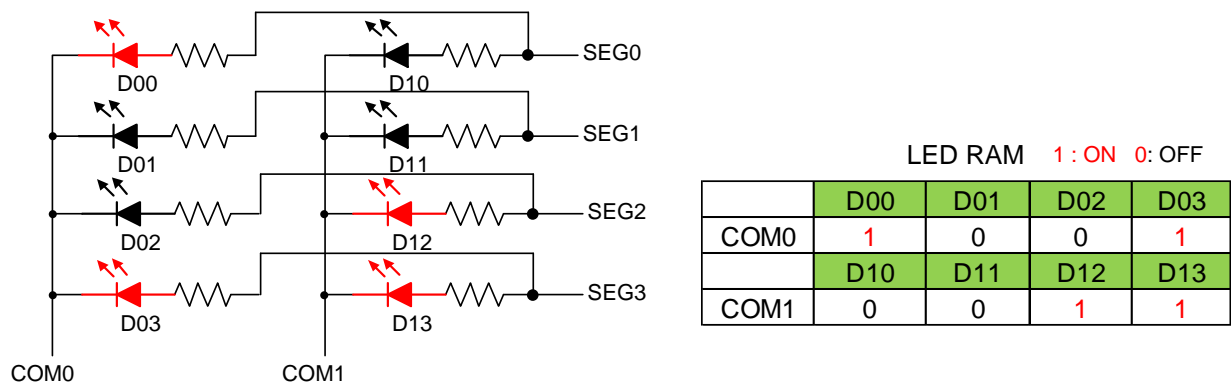 SEG0
D00 D10
SEG1
D01 D11
SEG2
D02 D12
SEG3
D03 D13
COM0 COM1
LED RAM 1 : ON 0: OFF
D00 D01 D02 D03
COM0 1 0 0 1
D10 D11 D12 D13
COM1 0 0 1 1